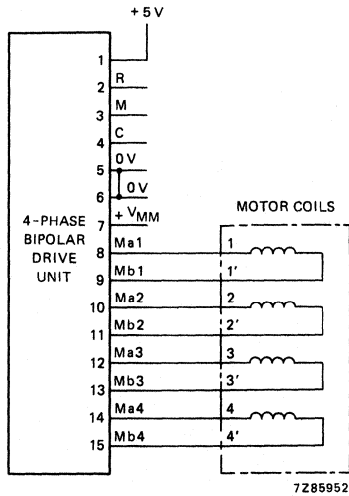 +5V
1
2 R
3 M
4 C
5 0V
6 0V
7 + VMM
4-PHASE
BIPOLAR
DRIVE
UNIT
MOTOR COILS
8 Ma1 1
9 Mb1 1'
10 Ma2 2
11 Mb2 2'
12 Ma3 3
13 Mb3 3'
14 Ma4 4
15 Mb4 4'
7Z85952